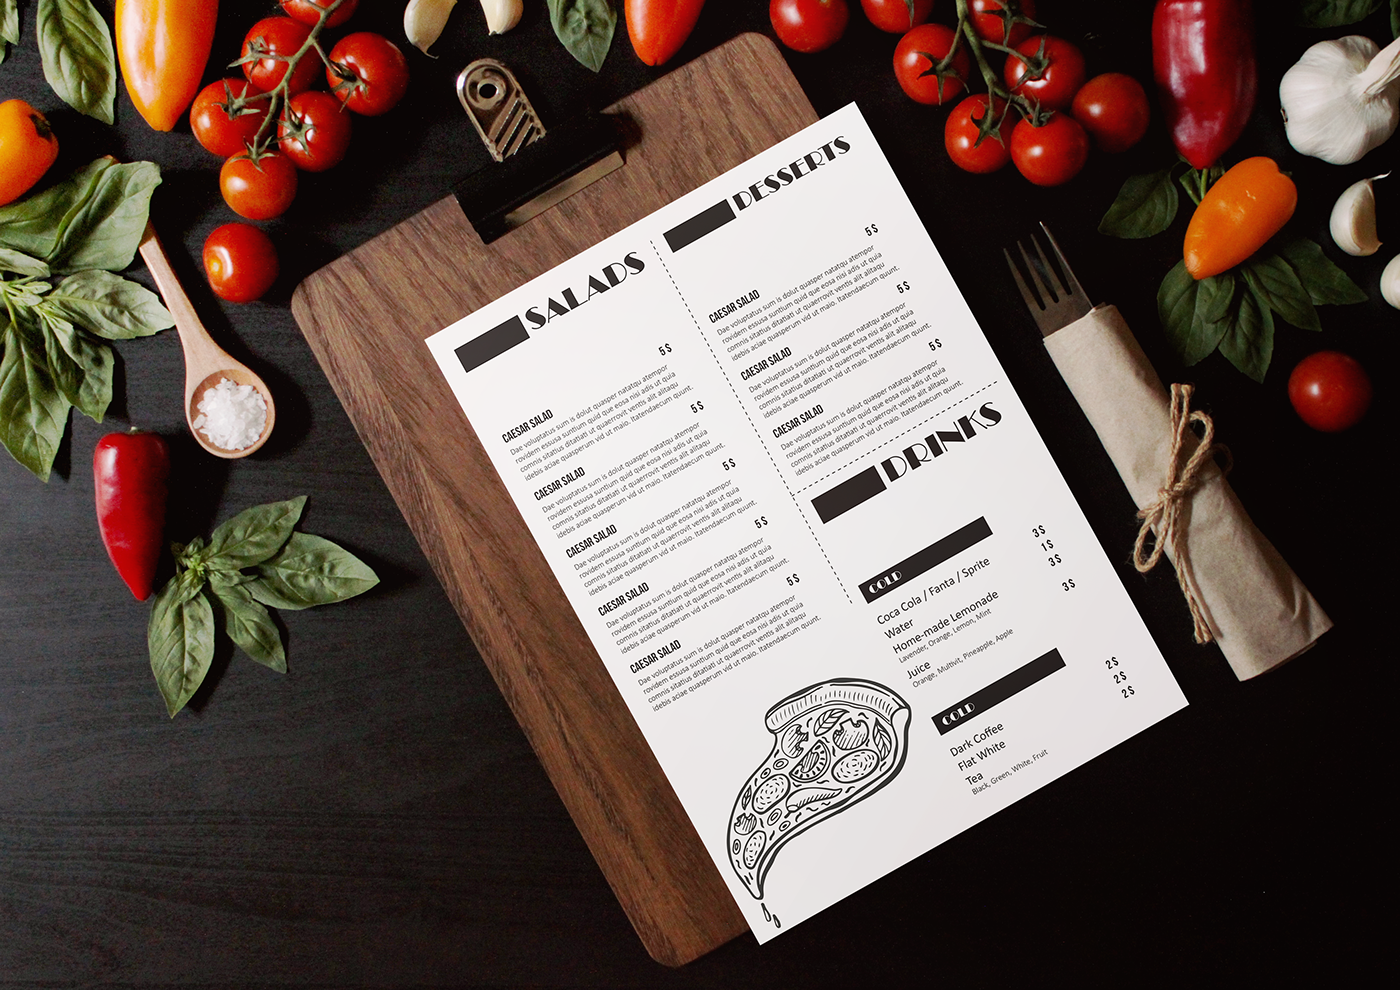 SALADS
5$
CAESAR SALAD
Dae voluptatus sum is dolut quasper natatqu atempor
rovidem essusa suntium quid que eosa nisi adis ut quia
comnis sitatius ditatiati ut quaerrovit ventis alit alitaqu
idebis aciae quasperum vid ut maio. Itatendaecum quunt.
5$
CAESAR SALAD
Dae voluptatus sum is dolut quasper natatqu atempor
rovidem essusa suntium quid que eosa nisi adis ut quia
comnis sitatius ditatiati ut quaerrovit ventis alit alitaqu
idebis aciae quasperum vid ut maio. Itatendaecum quunt.
5$
CAESAR SALAD
Dae voluptatus sum is dolut quasper natatqu atempor
rovidem essusa suntium quid que eosa nisi adis ut quia
comnis sitatius ditatiati ut quaerrovit ventis alit alitaqu
idebis aciae quasperum vid ut maio. Itatendaecum quunt.
5$
CAESAR SALAD
Dae voluptatus sum is dolut quasper natatqu atempor
rovidem essusa suntium quid que eosa nisi adis ut quia
comnis sitatius ditatiati ut quaerrovit ventis alit alitaqu
idebis aciae quasperum vid ut maio. Itatendaecum quunt.
5$
CAESAR SALAD
Dae voluptatus sum is dolut quasper natatqu atempor
rovidem essusa suntium quid que eosa nisi adis ut quia
comnis sitatius ditatiati ut quaerrovit ventis alit alitaqu
idebis aciae quasperum vid ut maio. Itatendaecum quunt.
DESSERTS
5$
CAESAR SALAD
Dae voluptatus sum is dolut quasper natatqu atempor
rovidem essusa suntium quid que eosa nisi adis ut quia
comnis sitatius ditatiati ut quaerrovit ventis alit alitaqu
idebis aciae quasperum vid ut maio. Itatendaecum quunt.
5$
CAESAR SALAD
Dae voluptatus sum is dolut quasper natatqu atempor
rovidem essusa suntium quid que eosa nisi adis ut quia
comnis sitatius ditatiati ut quaerrovit ventis alit alitaqu
idebis aciae quasperum vid ut maio. Itatendaecum quunt.
5$
CAESAR SALAD
Dae voluptatus sum is dolut quasper natatqu atempor
rovidem essusa suntium quid que eosa nisi adis ut quia
comnis sitatius ditatiati ut quaerrovit ventis alit alitaqu
idebis aciae quasperum vid ut maio. Itatendaecum quunt.
DRINKS
COLD
Coca Cola / Fanta / Sprite 3$
Water 1$
Home-made Lemonade 3$
Lavender, Orange, Lemon, Mint
Juice 3$
Orange, Multivit, Pineapple, Apple
COLD
Dark Coffee 2$
Flat White 2$
Tea 2$
Black, Green, White, Fruit